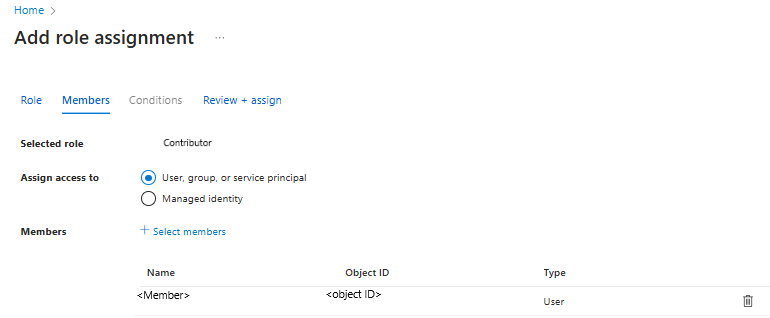 Home >
Add role assignment ...
Role Members Conditions Review + assign
Selected role Contributor
Assign access to User, group, or service principal
Managed identity
Members + Select members
Name Object ID Type
<Member> <object ID> User